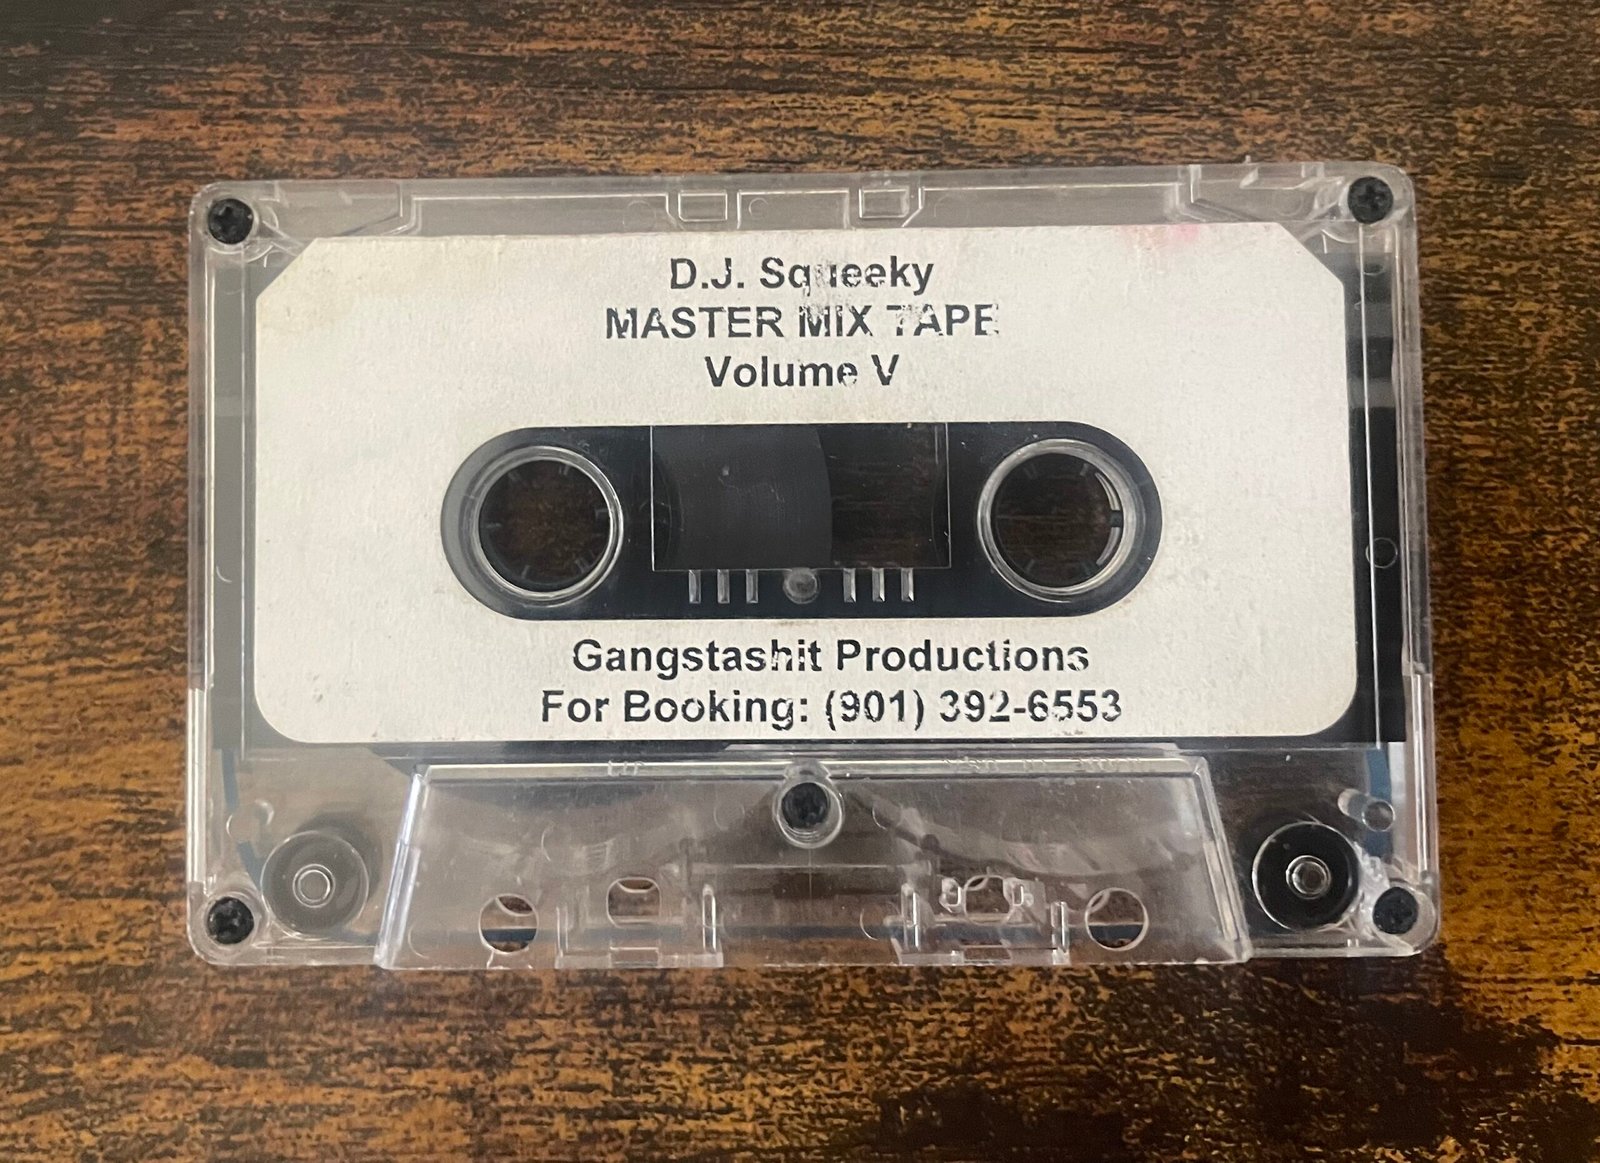 D.J. Squeeky
MASTER MIX TAPE
Volume V
Gangstashit Productions
For Booking: (901) 392-6553